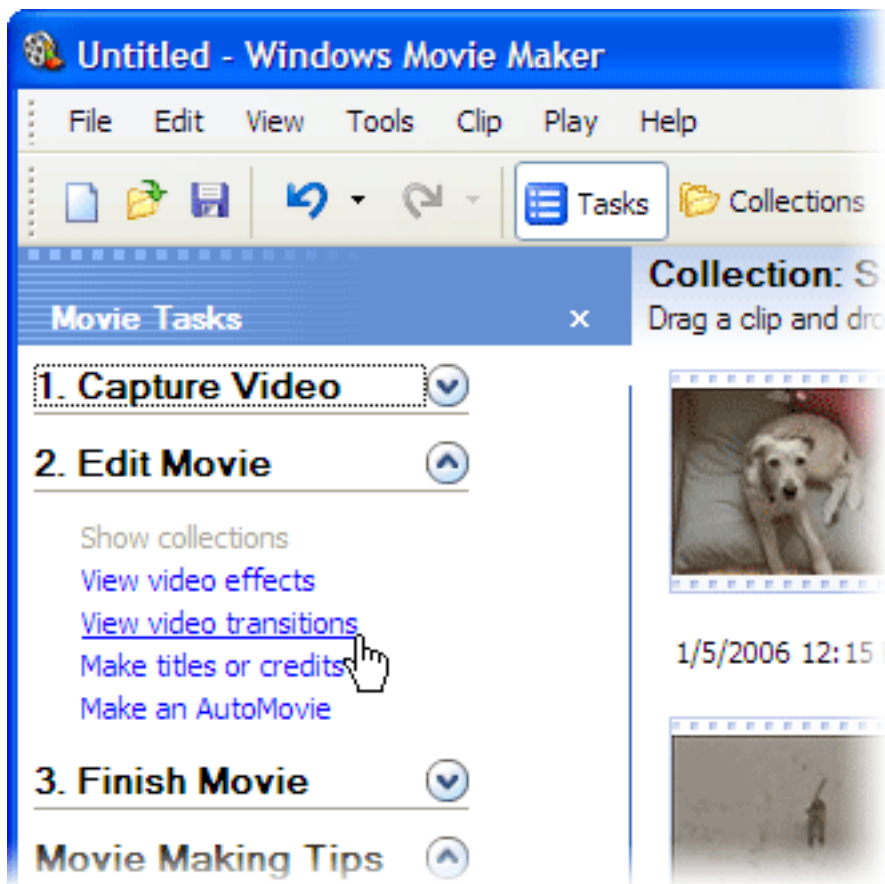 Untitled - Windows Movie Maker
File Edit View Tools Clip Play Help
Tasks Collections
Movie Tasks
Collection: S
Drag a clip and dro
1. Capture Video
2. Edit Movie
Show collections
View video effects
View video transitions
Make titles or credits
Make an AutoMovie
1/5/2006 12:15
3. Finish Movie
Movie Making Tips